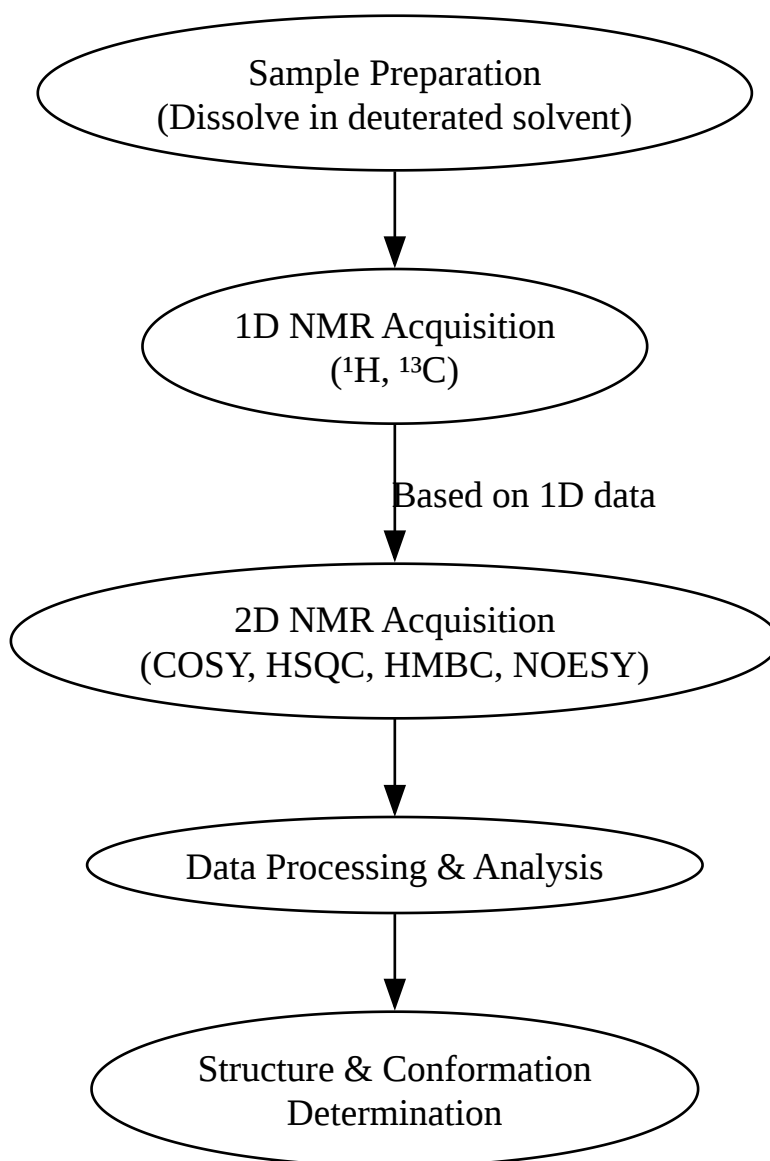 Sample Preparation
(Dissolve in deuterated solvent)
1D NMR Acquisition
(¹H, ¹³C)
Based on 1D data
2D NMR Acquisition
(COSY, HSQC, HMBC, NOESY)
Data Processing & Analysis
Structure & Conformation
Determination